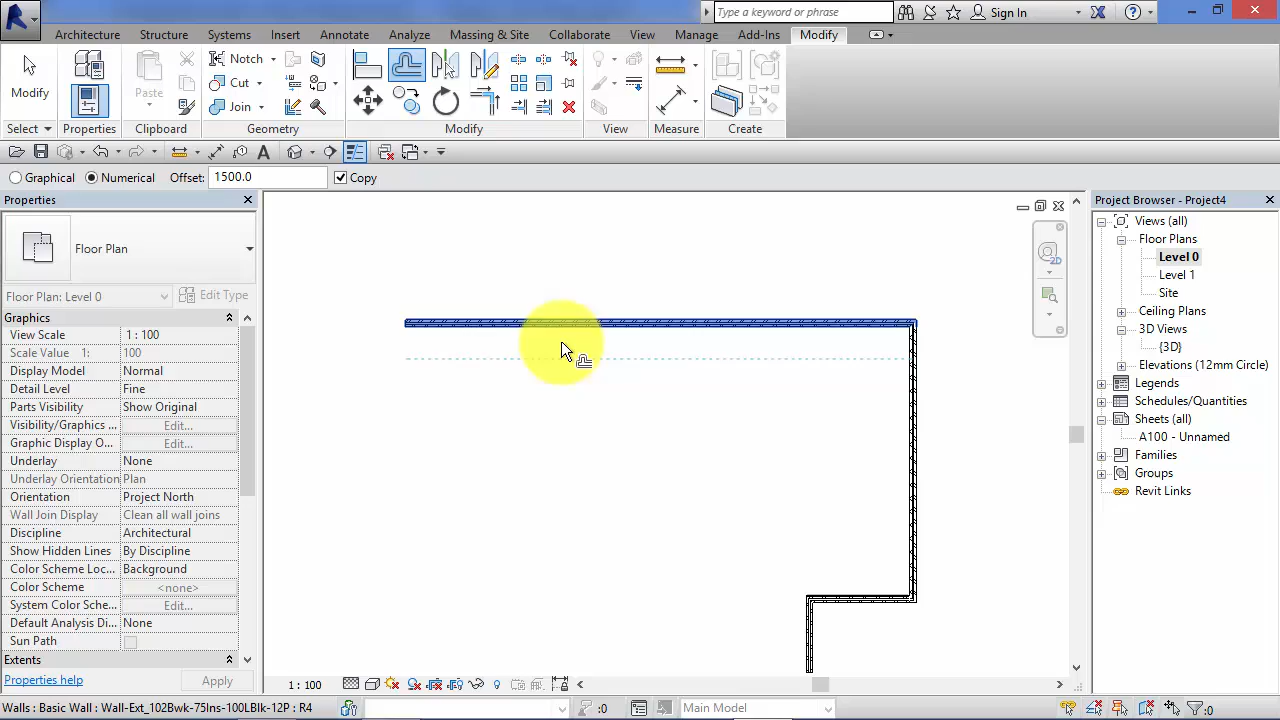 Type a keyword or phrase
Sign In
Architecture Structure Systems Insert Annotate Analyze Massing & Site Collaborate View Manage Add-Ins Modify
Modify
Paste
Notch
Cut
Join
Select Properties Clipboard Geometry Modify View Measure Create
Graphical Numerical Offset: 1500.0 Copy
Properties
Floor Plan
Floor Plan: Level 0 Edit Type
Graphics
View Scale 1 : 100
Scale Value 1: 100
Display Model Normal
Detail Level Fine
Parts Visibility Show Original
Visibility/Graphics ... Edit...
Graphic Display O... Edit...
Underlay None
Underlay Orientation Plan
Orientation Project North
Wall Join Display Clean all wall joins
Discipline Architectural
Show Hidden Lines By Discipline
Color Scheme Loc... Background
Color Scheme <none>
System Color Sche... Edit...
Default Analysis Di... None
Sun Path
Extents
Properties help Apply
2D
Project Browser - Project4
Views (all)
Floor Plans
Level 0
Level 1
Site
Ceiling Plans
3D Views
{3D}
Elevations (12mm Circle)
Legends
Schedules/Quantities
Sheets (all)
A100 - Unnamed
Families
Groups
Revit Links
1 : 100
Walls : Basic Wall : Wall-Ext_102Bwk-75Ins-100LBlk-12P : R4
:0
Main Model
:0